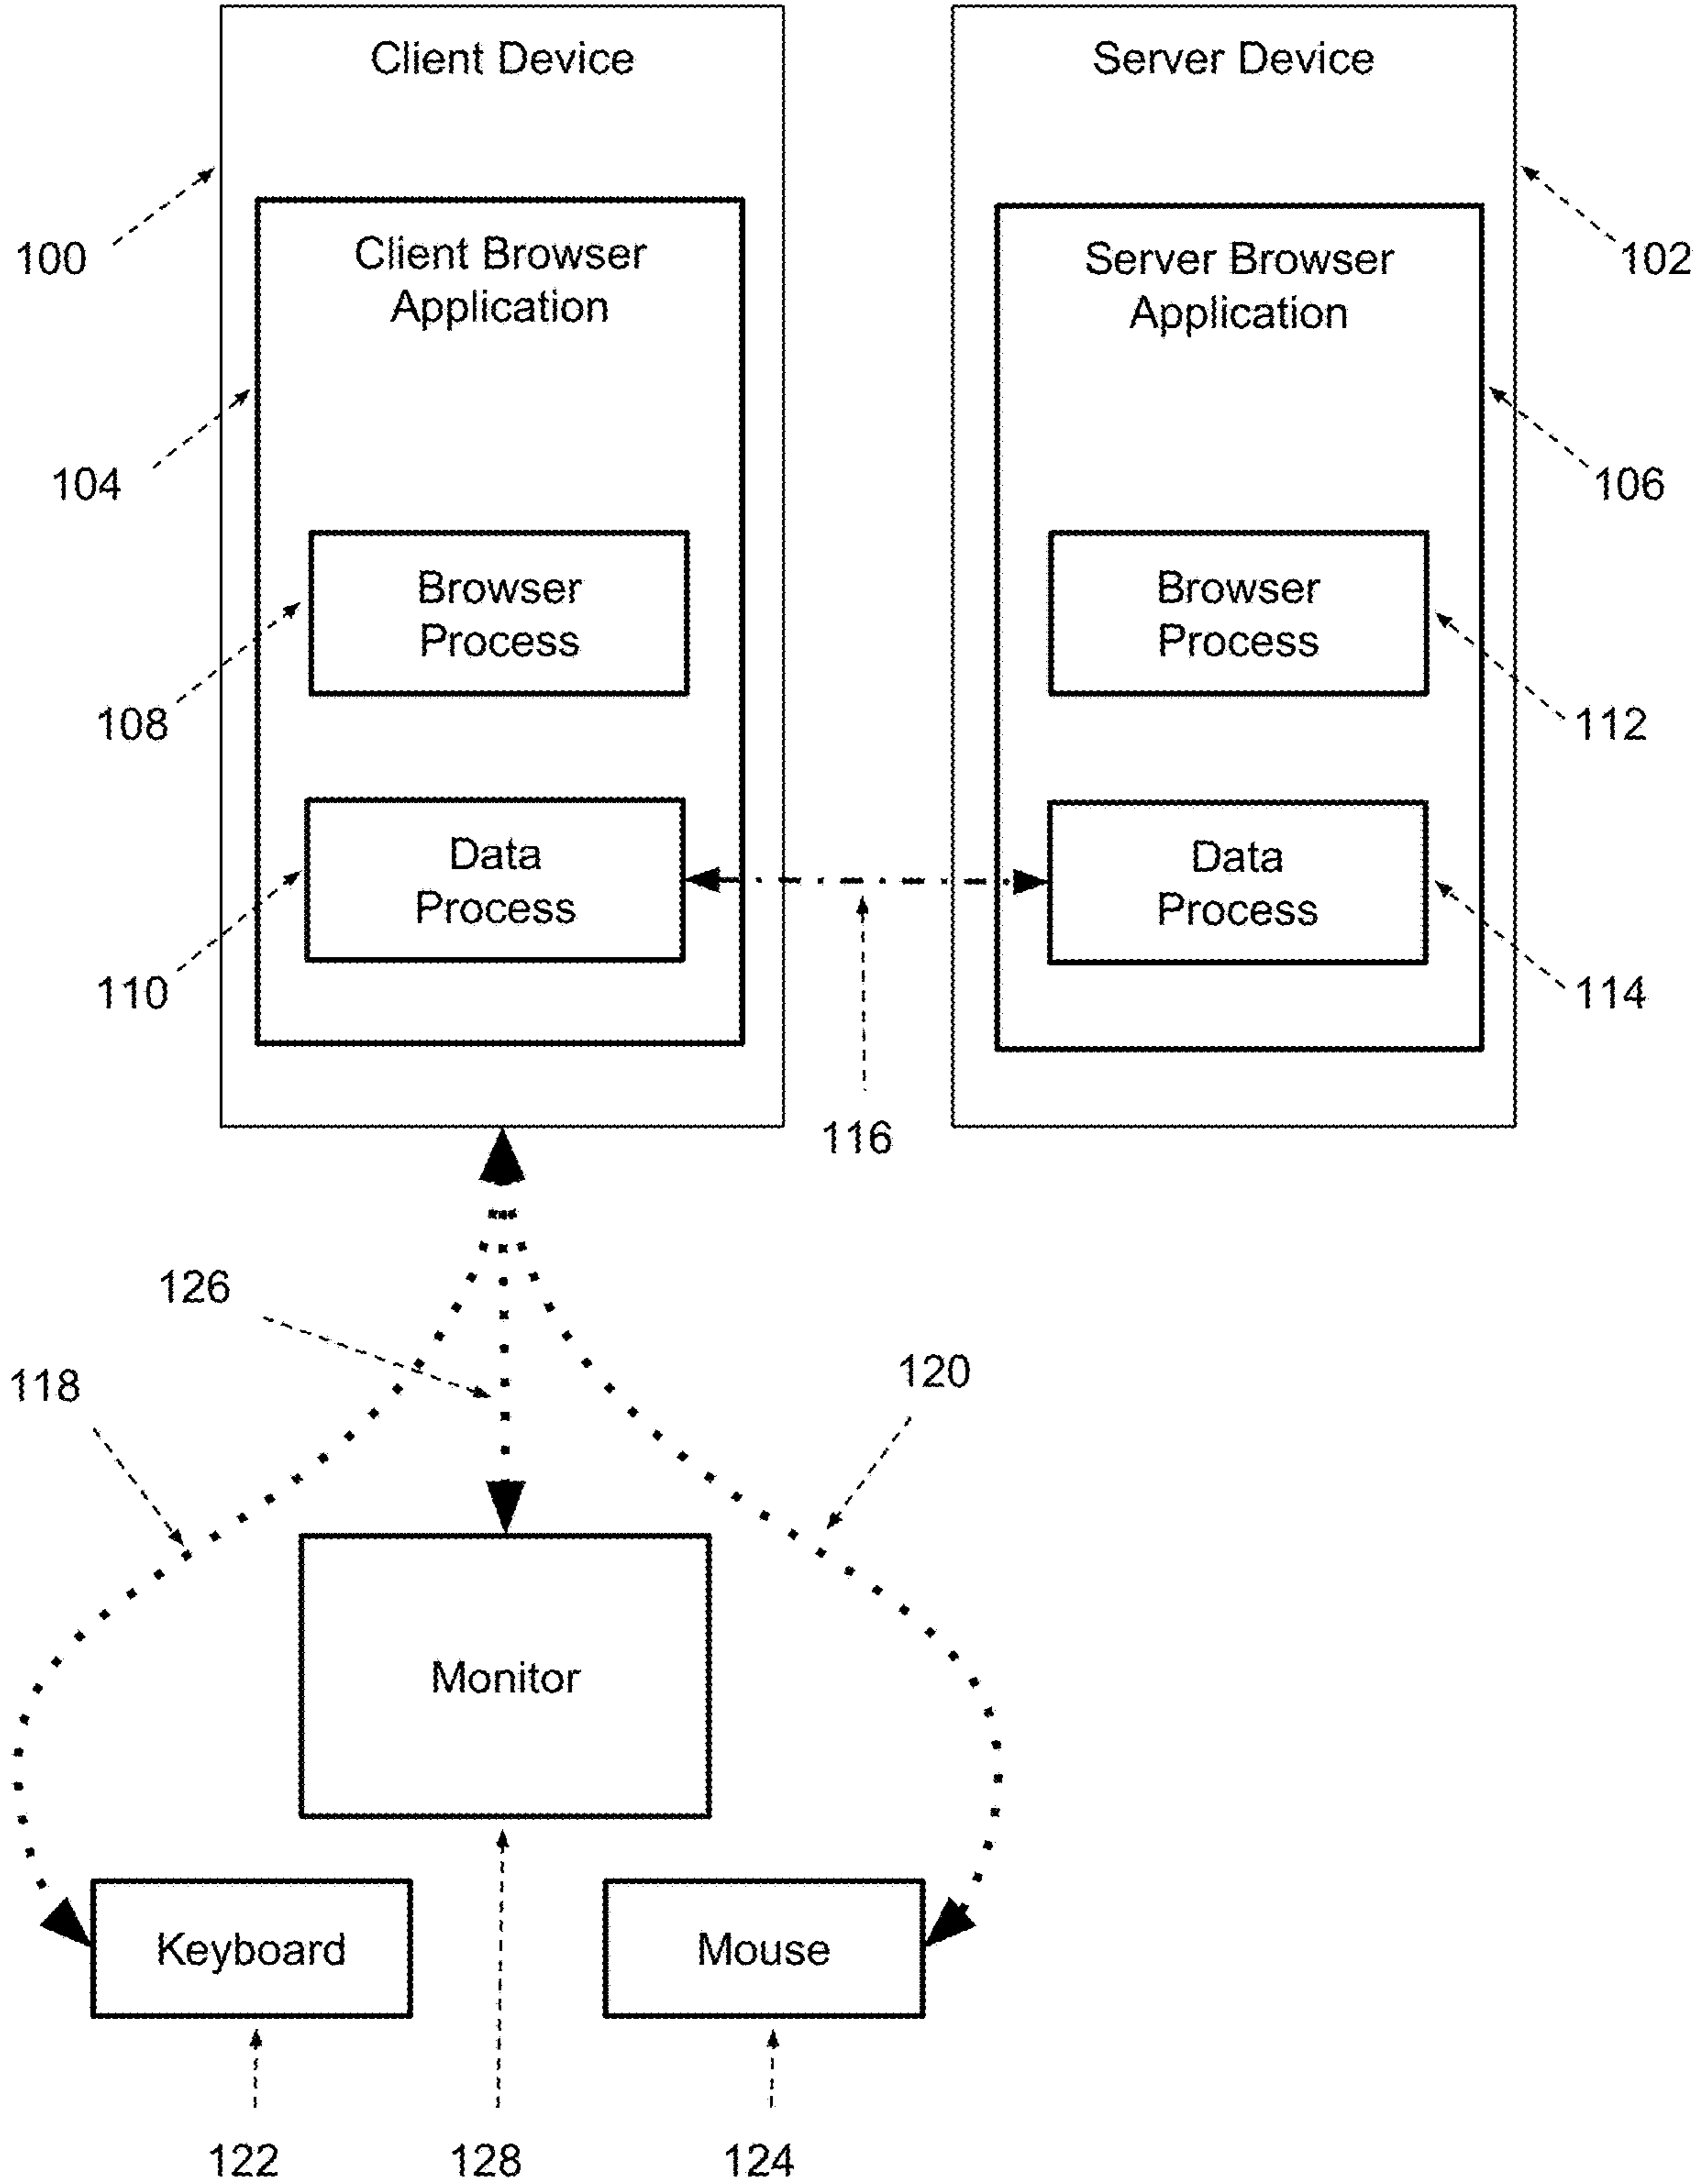 Client Device
Server Device
100
102
Client Browser
Application
Server Browser
Application
104
106
Browser
Process
Browser
Process
108
112
Data
Process
Data
Process
110
114
116
126
118
120
Monitor
Keyboard
Mouse
122
128
124